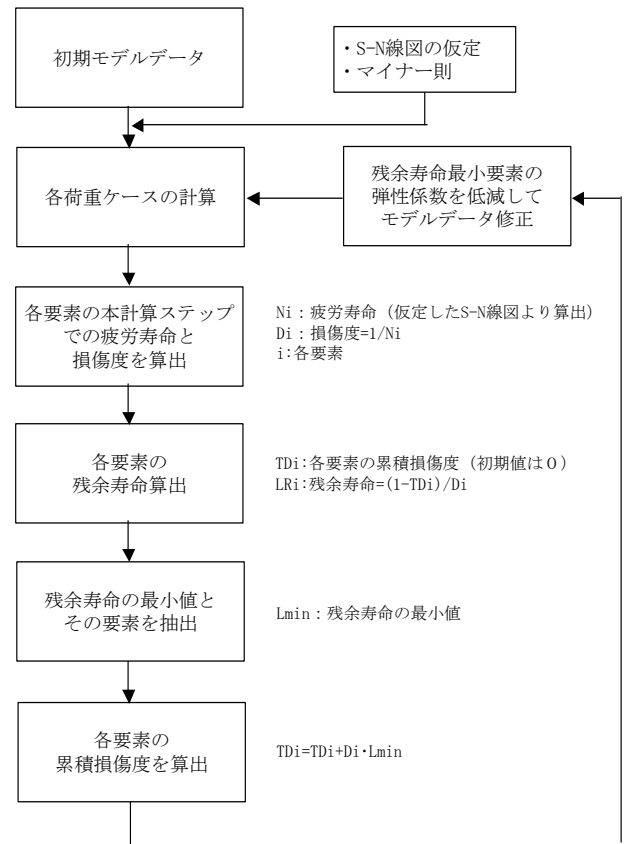 初期モデルデータ
・S-N線図の仮定
・マイナー則
各荷重ケースの計算
残余寿命最小要素の
弾性係数を低減して
モデルデータ修正
各要素の本計算ステップ
での疲労寿命と
損傷度を算出
Ni：疲労寿命（仮定したS-N線図より算出）
Di：損傷度=1/Ni
i:各要素
各要素の
残余寿命算出
TDi:各要素の累積損傷度（初期値は０）
LRi:残余寿命=(1-TDi)/Di
残余寿命の最小値と
その要素を抽出
Lmin：残余寿命の最小値
各要素の
累積損傷度を算出
TDi=TDi+Di･Lmin